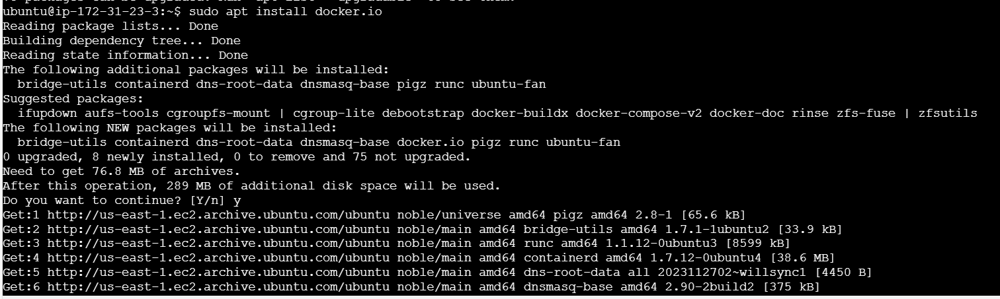 ubuntu@ip-172-31-23-3:~$ sudo apt install docker.io
Reading package lists... Done
Building dependency tree... Done
Reading state information... Done
The following additional packages will be installed:
  bridge-utils containerd dns-root-data dnsmasq-base pigz runc ubuntu-fan
Suggested packages:
  ifupdown aufs-tools cgroupfs-mount | cgroup-lite debootstrap docker-buildx docker-compose-v2 docker-doc rinse zfs-fuse | zfsutils
The following NEW packages will be installed:
  bridge-utils containerd dns-root-data dnsmasq-base docker.io pigz runc ubuntu-fan
0 upgraded, 8 newly installed, 0 to remove and 75 not upgraded.
Need to get 76.8 MB of archives.
After this operation, 289 MB of additional disk space will be used.
Do you want to continue? [Y/n] y
Get:1 http://us-east-1.ec2.archive.ubuntu.com/ubuntu noble/universe amd64 pigz amd64 2.8-1 [65.6 kB]
Get:2 http://us-east-1.ec2.archive.ubuntu.com/ubuntu noble/main amd64 bridge-utils amd64 1.7.1-1ubuntu2 [33.9 kB]
Get:3 http://us-east-1.ec2.archive.ubuntu.com/ubuntu noble/main amd64 runc amd64 1.1.12-0ubuntu3 [8599 kB]
Get:4 http://us-east-1.ec2.archive.ubuntu.com/ubuntu noble/main amd64 containerd amd64 1.7.12-0ubuntu4 [38.6 MB]
Get:5 http://us-east-1.ec2.archive.ubuntu.com/ubuntu noble/main amd64 dns-root-data all 2023112702~willsync1 [4450 B]
Get:6 http://us-east-1.ec2.archive.ubuntu.com/ubuntu noble/main amd64 dnsmasq-base amd64 2.90-2build2 [375 kB]